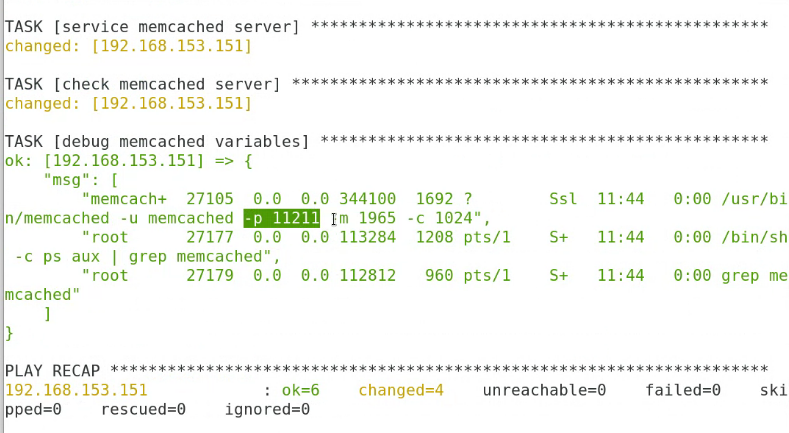 TASK [service memcached server] ********************************************
changed: [192.168.153.151]
TASK [check memcached server] **********************************************
changed: [192.168.153.151]
TASK [debug memcached variables] *******************************************
ok: [192.168.153.151] => {
    "msg": [
        "memcach+  27105  0.0  0.0 344100  1692 ?        Ssl  11:44   0:00 /usr/bi
n/memcached -u memcached -p 11211 -m 1965 -c 1024",
        "root      27177  0.0  0.0 113284  1208 pts/1    S+   11:44   0:00 /bin/sh
 -c ps aux | grep memcached",
        "root      27179  0.0  0.0 112812   960 pts/1    S+   11:44   0:00 grep me
mcached"
    ]
}
PLAY RECAP *****************************************************************
192.168.153.151            : ok=6    changed=4    unreachable=0    failed=0    ski
pped=0    rescued=0    ignored=0